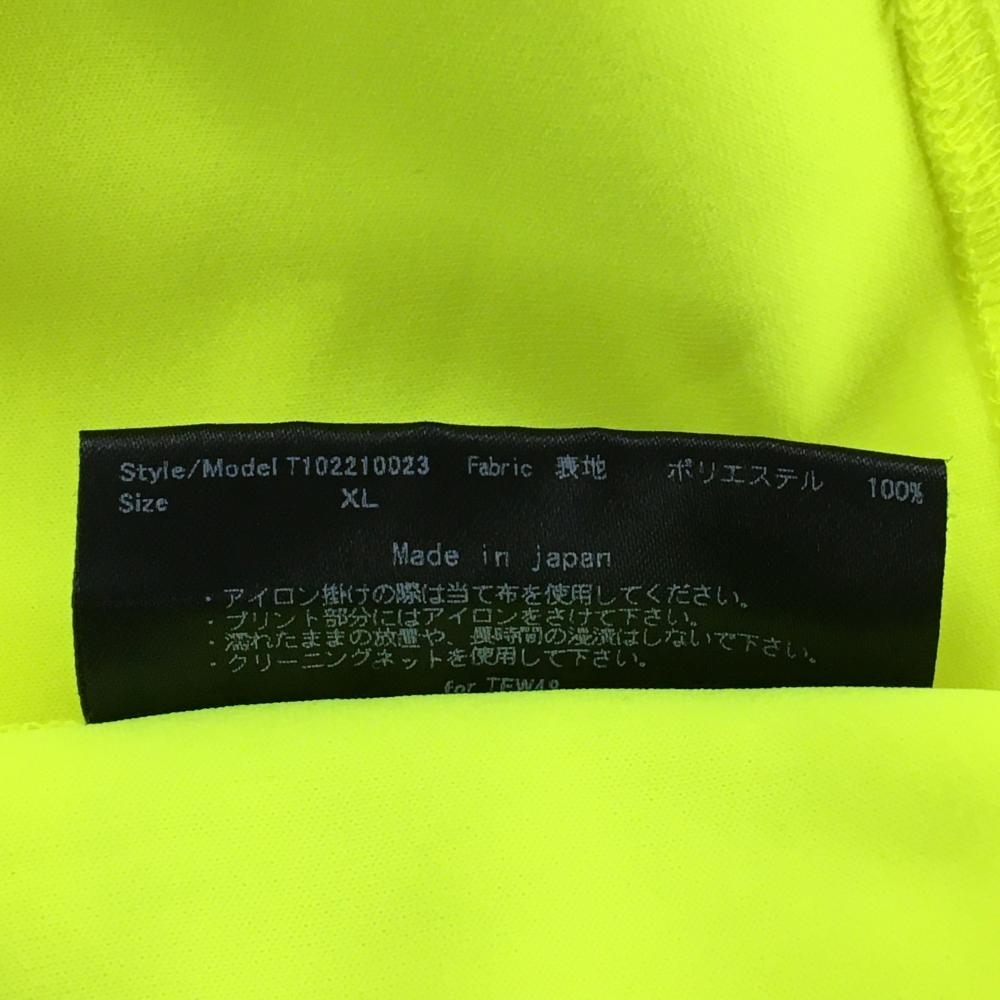 Style/Model T102210023 Fabric 表地 ポリエステル 100%
Size XL
Made in japan
・アイロン掛けの際は当て布を使用してください。
・プリント部分にはアイロンをさけて下さい。
・濡れたままの放置や、長時間の浸漬はしないで下さい。
・クリーニングネットを使用して下さい。
for